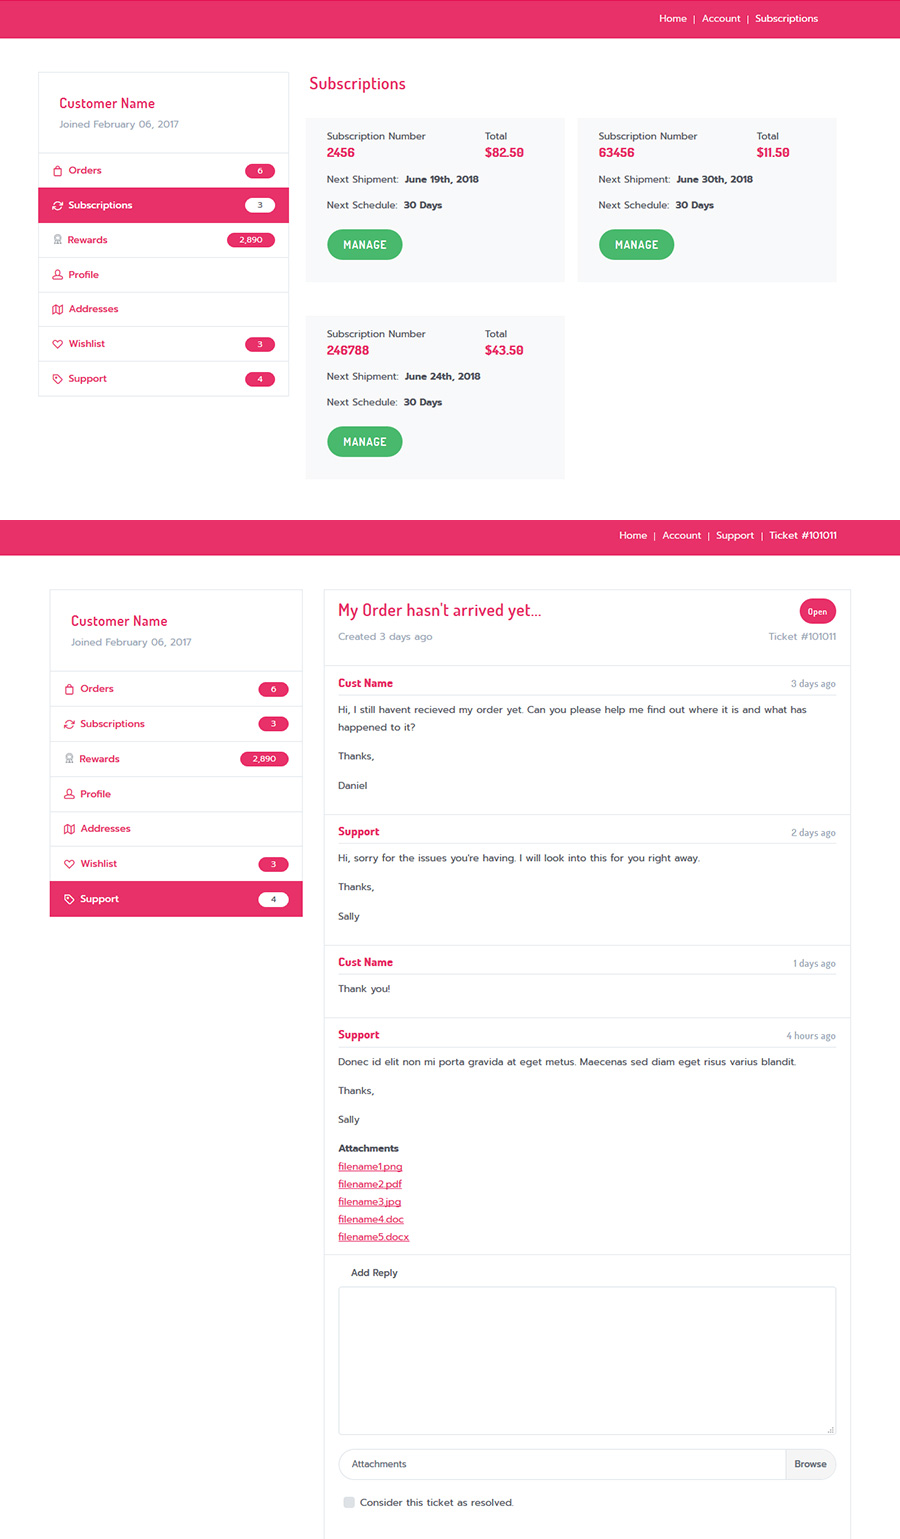 Home | Account | Subscriptions
Customer Name
Joined February 06, 2017
Orders 6
Subscriptions 3
Rewards 2,890
Profile
Addresses
Wishlist 3
Support 4
Subscriptions
Subscription Number Total
2456 $82.50
Next Shipment: June 19th, 2018
Next Schedule: 30 Days
MANAGE
Subscription Number Total
63456 $11.50
Next Shipment: June 30th, 2018
Next Schedule: 30 Days
MANAGE
Subscription Number Total
246788 $43.50
Next Shipment: June 24th, 2018
Next Schedule: 30 Days
MANAGE
Home | Account | Support | Ticket #101011
Customer Name
Joined February 06, 2017
Orders 6
Subscriptions 3
Rewards 2,890
Profile
Addresses
Wishlist 3
Support 4
My Order hasn't arrived yet... Open
Created 3 days ago Ticket #101011
Cust Name 3 days ago
Hi, I still havent recieved my order yet. Can you please help me find out where it is and what has
happened to it?
Thanks,
Daniel
Support 2 days ago
Hi, sorry for the issues you're having. I will look into this for you right away.
Thanks,
Sally
Cust Name 1 days ago
Thank you!
Support 4 hours ago
Donec id elit non mi porta gravida at eget metus. Maecenas sed diam eget risus varius blandit.
Thanks,
Sally
Attachments
filename1.png
filename2.pdf
filename3.jpg
filename4.doc
filename5.docx
Add Reply
Attachments Browse
Consider this ticket as resolved.